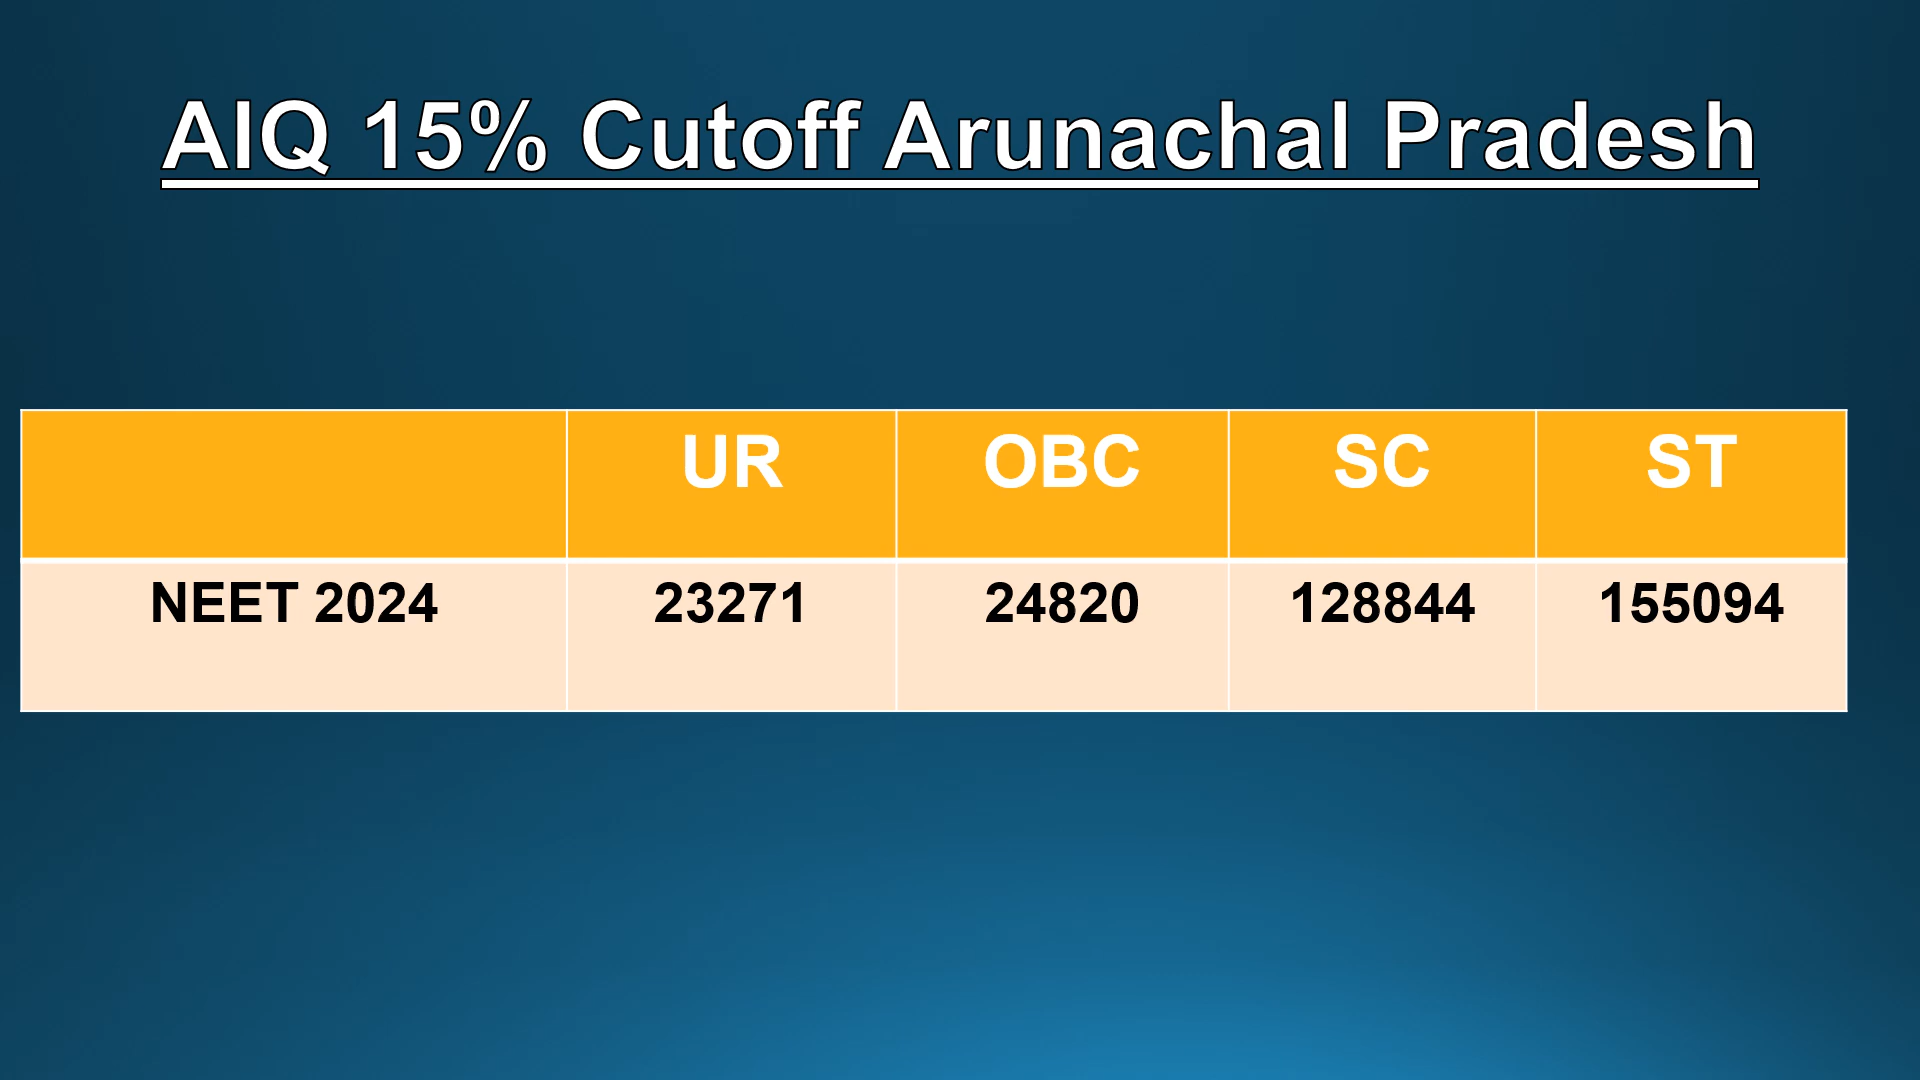 AIQ 15% Cutoff Arunachal Pradesh
UR OBC SC ST
NEET 2024 23271 24820 128844 155094